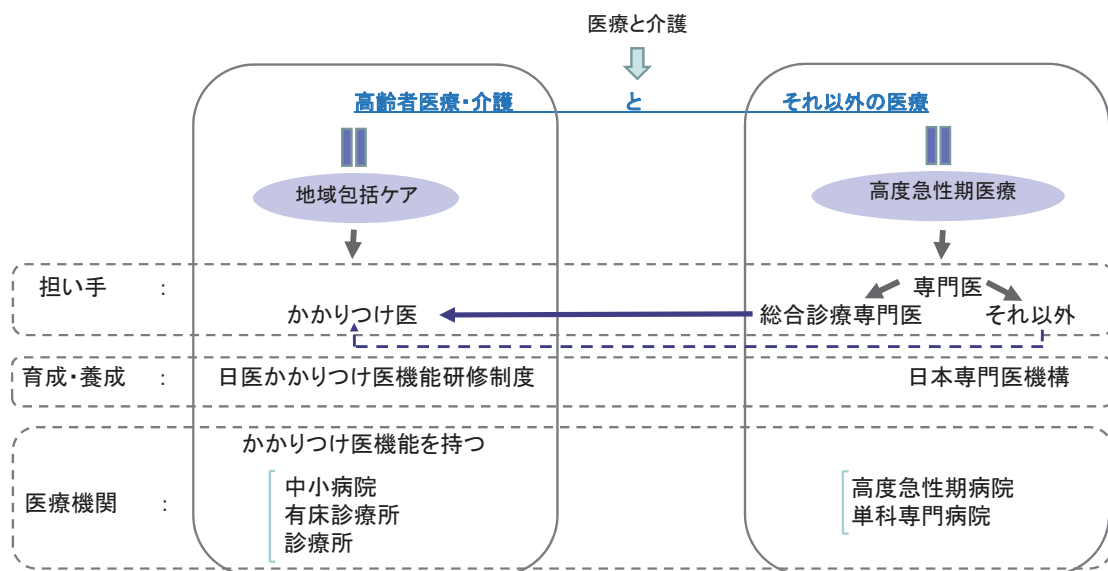 医療と介護
高齢者医療・介護 と それ以外の医療
地域包括ケア 高度急性期医療
担い手 : 専門医
かかりつけ医 総合診療専門医 それ以外
育成・養成 : 日医かかりつけ医機能研修制度 日本専門医機構
かかりつけ医機能を持つ
医療機関 :
中小病院
有床診療所
診療所
高度急性期病院
単科専門病院